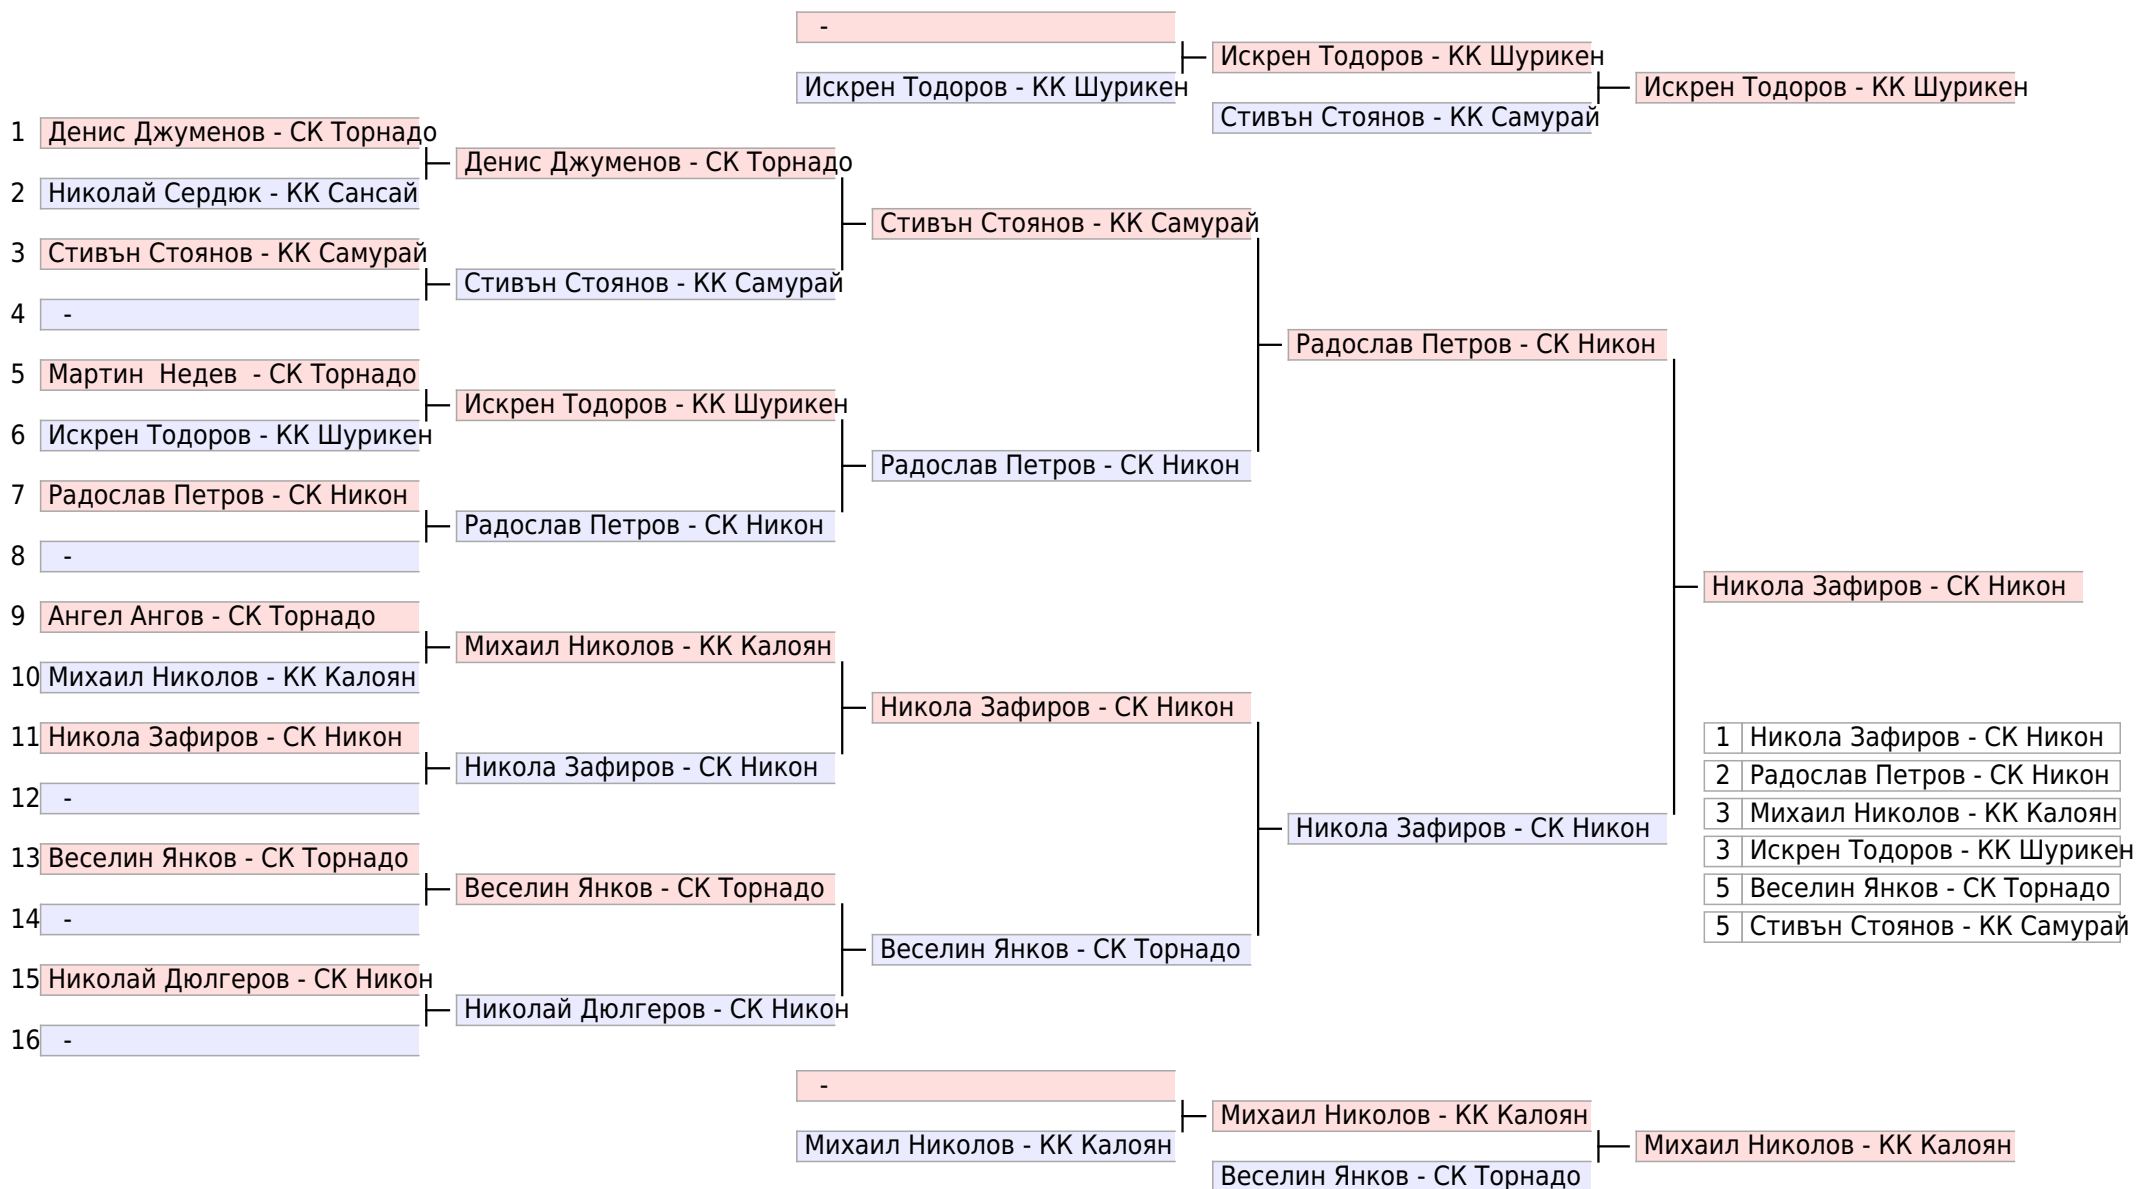 -
Искрен Тодоров - КК Шурикен
Искрен Тодоров - КК Шурикен
Стивън Стоянов - КК Самурай
Искрен Тодоров - КК Шурикен
1 Денис Джуменов - СК Торнадо
2 Николай Сердюк - КК Сансай
3 Стивън Стоянов - КК Самурай
4 -
5 Мартин  Недев  - СК Торнадо
6 Искрен Тодоров - КК Шурикен
7 Радослав Петров - СК Никон
8 -
9 Ангел Ангов - СК Торнадо
10 Михаил Николов - КК Калоян
11 Никола Зафиров - СК Никон
12 -
13 Веселин Янков - СК Торнадо
14 -
15 Николай Дюлгеров - СК Никон
16 -
Денис Джуменов - СК Торнадо
Стивън Стоянов - КК Самурай
Искрен Тодоров - КК Шурикен
Радослав Петров - СК Никон
Михаил Николов - КК Калоян
Никола Зафиров - СК Никон
Веселин Янков - СК Торнадо
Николай Дюлгеров - СК Никон
Стивън Стоянов - КК Самурай
Радослав Петров - СК Никон
Никола Зафиров - СК Никон
Веселин Янков - СК Торнадо
Радослав Петров - СК Никон
Никола Зафиров - СК Никон
Никола Зафиров - СК Никон
1 Никола Зафиров - СК Никон
2 Радослав Петров - СК Никон
3 Михаил Николов - КК Калоян
3 Искрен Тодоров - КК Шурикен
5 Веселин Янков - СК Торнадо
5 Стивън Стоянов - КК Самурай
-
Михаил Николов - КК Калоян
Михаил Николов - КК Калоян
Веселин Янков - СК Торнадо
Михаил Николов - КК Калоян